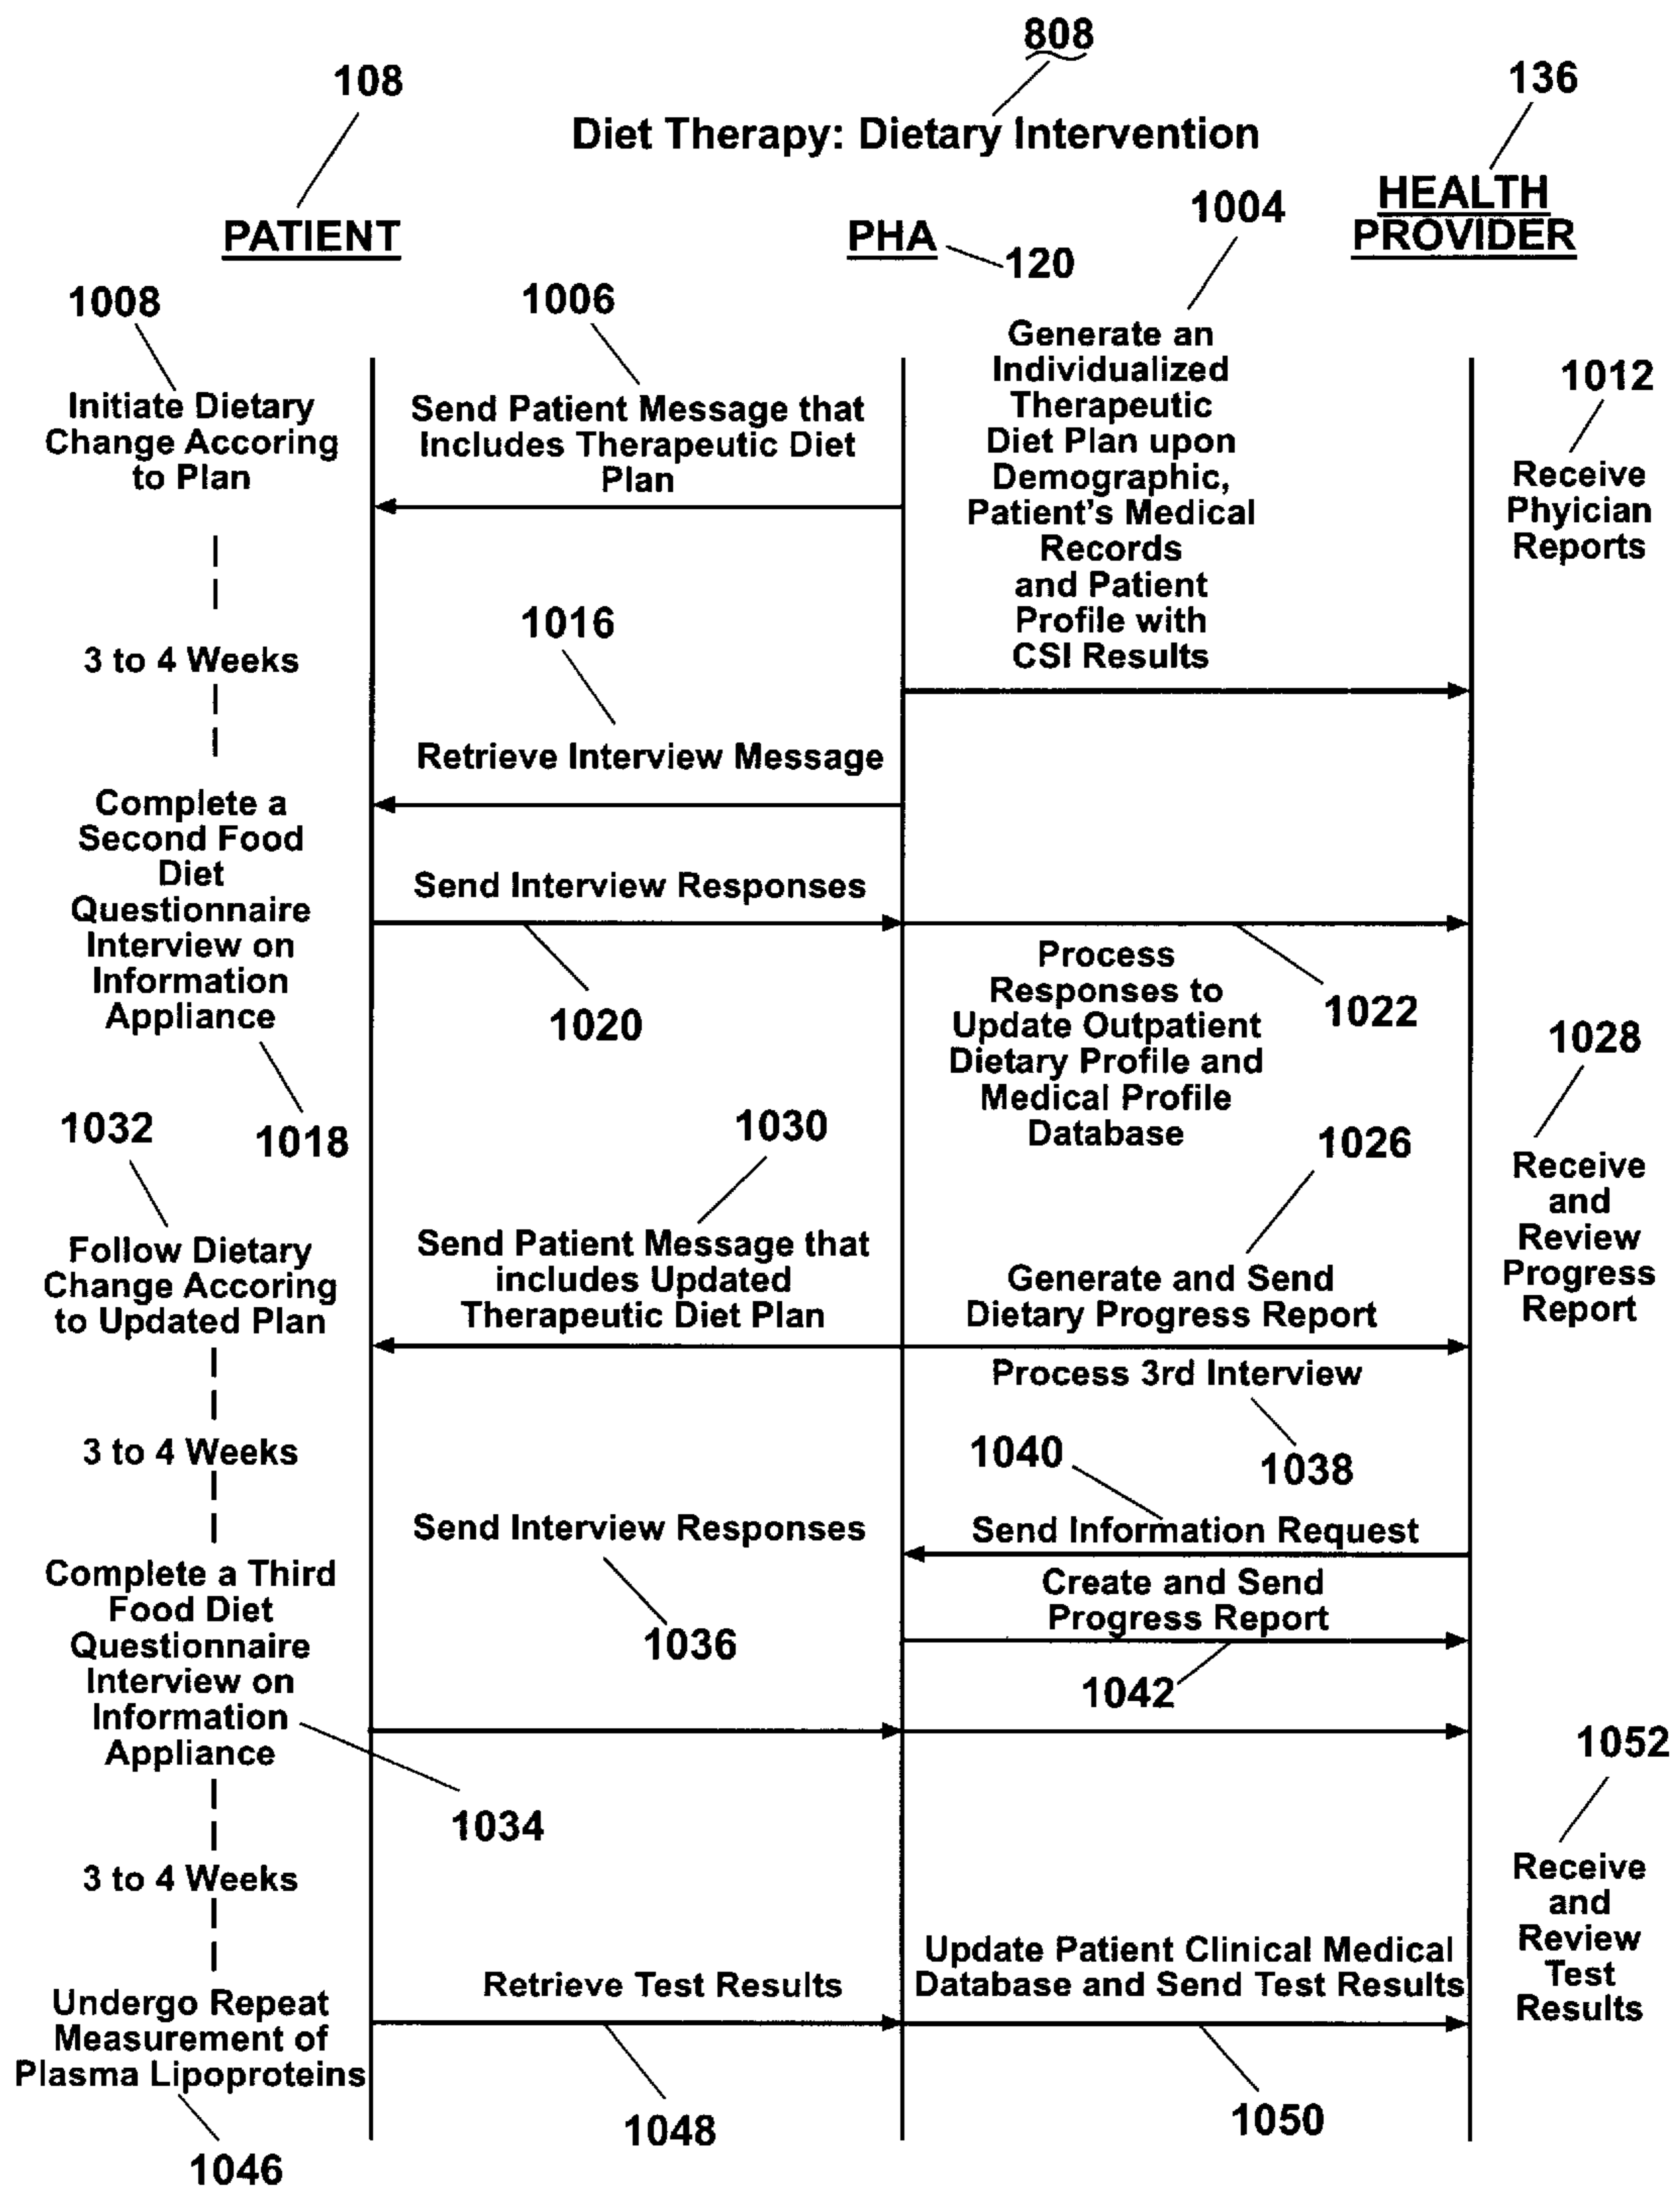 808
108
136
Diet Therapy: Dietary Intervention
1004
HEALTH
PROVIDER
PATIENT
PHA
120
1008
1006
Generate an
Individualized
Therapeutic
Diet Plan upon
Demographic,
Patient's Medical
Records
and Patient
Profile with
CSI Results
1012
Initiate Dietary
Change Accoring
to Plan
Send Patient Message that
Includes Therapeutic Diet
Plan
Receive
Phyician
Reports
1016
3 to 4 Weeks
Retrieve Interview Message
Complete a
Second Food
Diet
Questionnaire
Interview on
Information
Appliance
Send Interview Responses
1020
Process
Responses to
Update Outpatient
Dietary Profile and
Medical Profile
Database
1022
1028
1032
1018
1030
1026
Receive
and
Review
Progress
Report
Follow Dietary
Change Accoring
to Updated Plan
Send Patient Message that
includes Updated
Therapeutic Diet Plan
Generate and Send
Dietary Progress Report
Process 3rd Interview
3 to 4 Weeks
1040
1038
Send Interview Responses
Send Information Request
Complete a Third
Food Diet
Questionnaire
Interview on
Information
Appliance
Create and Send
Progress Report
1036
1042
1052
1034
3 to 4 Weeks
Receive
and
Review
Test
Results
Retrieve Test Results
Update Patient Clinical Medical
Database and Send Test Results
Undergo Repeat
Measurement of
Plasma Lipoproteins
1048
1050
1046